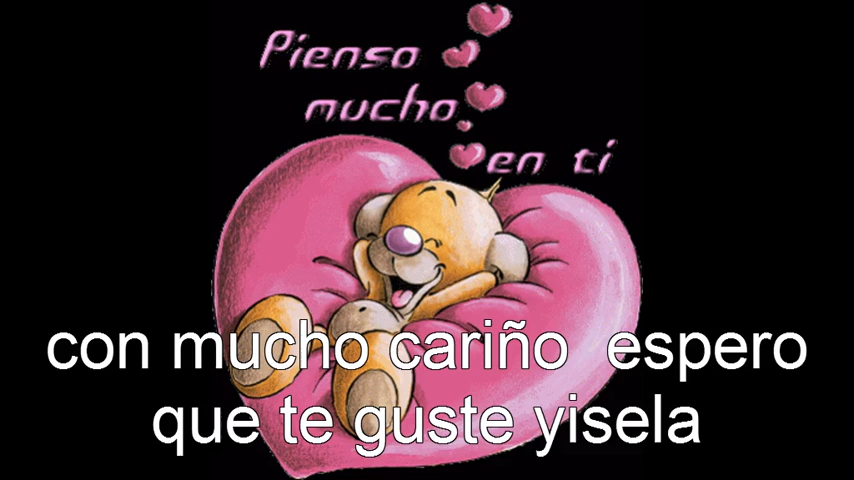 Pienso
mucho
en ti
con mucho cariño  espero
que te guste yisela